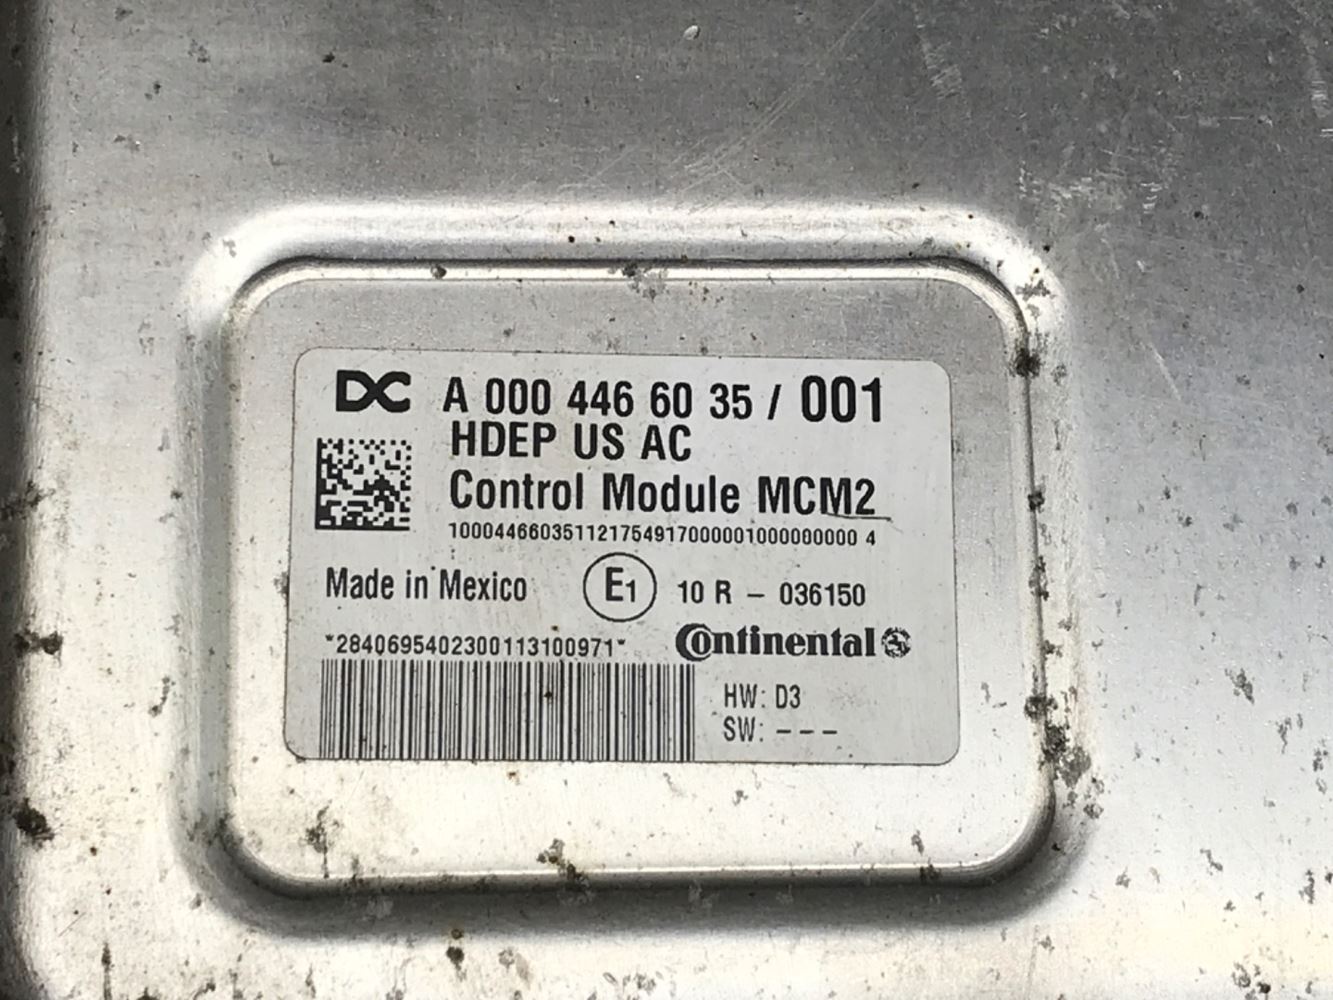 DC A 000 446 60 35 / 001
HDEP US AC
Control Module MCM2
10004466035112175491700000100000000 4
Made in Mexico E1 10 R - 036150
*2840695402300113100971* Continental
HW: D3
SW: ---